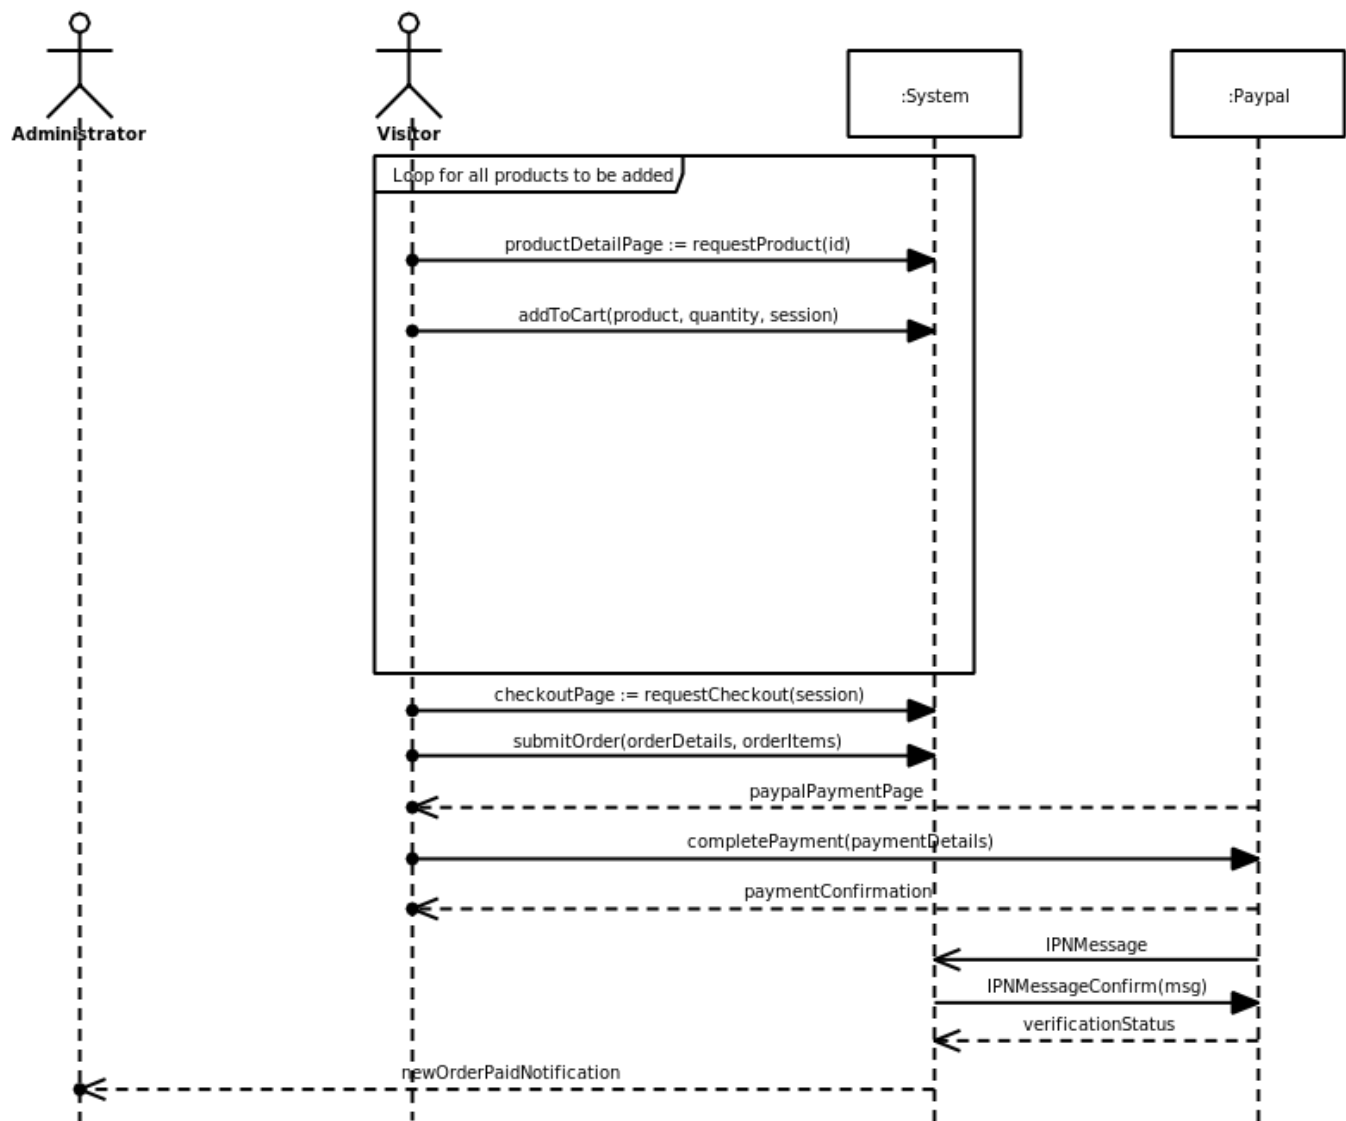 Administrator
Visitor
:System
:Paypal
Loop for all products to be added
productDetailPage := requestProduct(id)
addToCart(product, quantity, session)
checkoutPage := requestCheckout(session)
submitOrder(orderDetails, orderItems)
paypalPaymentPage
completePayment(paymentDetails)
paymentConfirmation
IPNMessage
IPNMessageConfirm(msg)
verificationStatus
newOrderPaidNotification